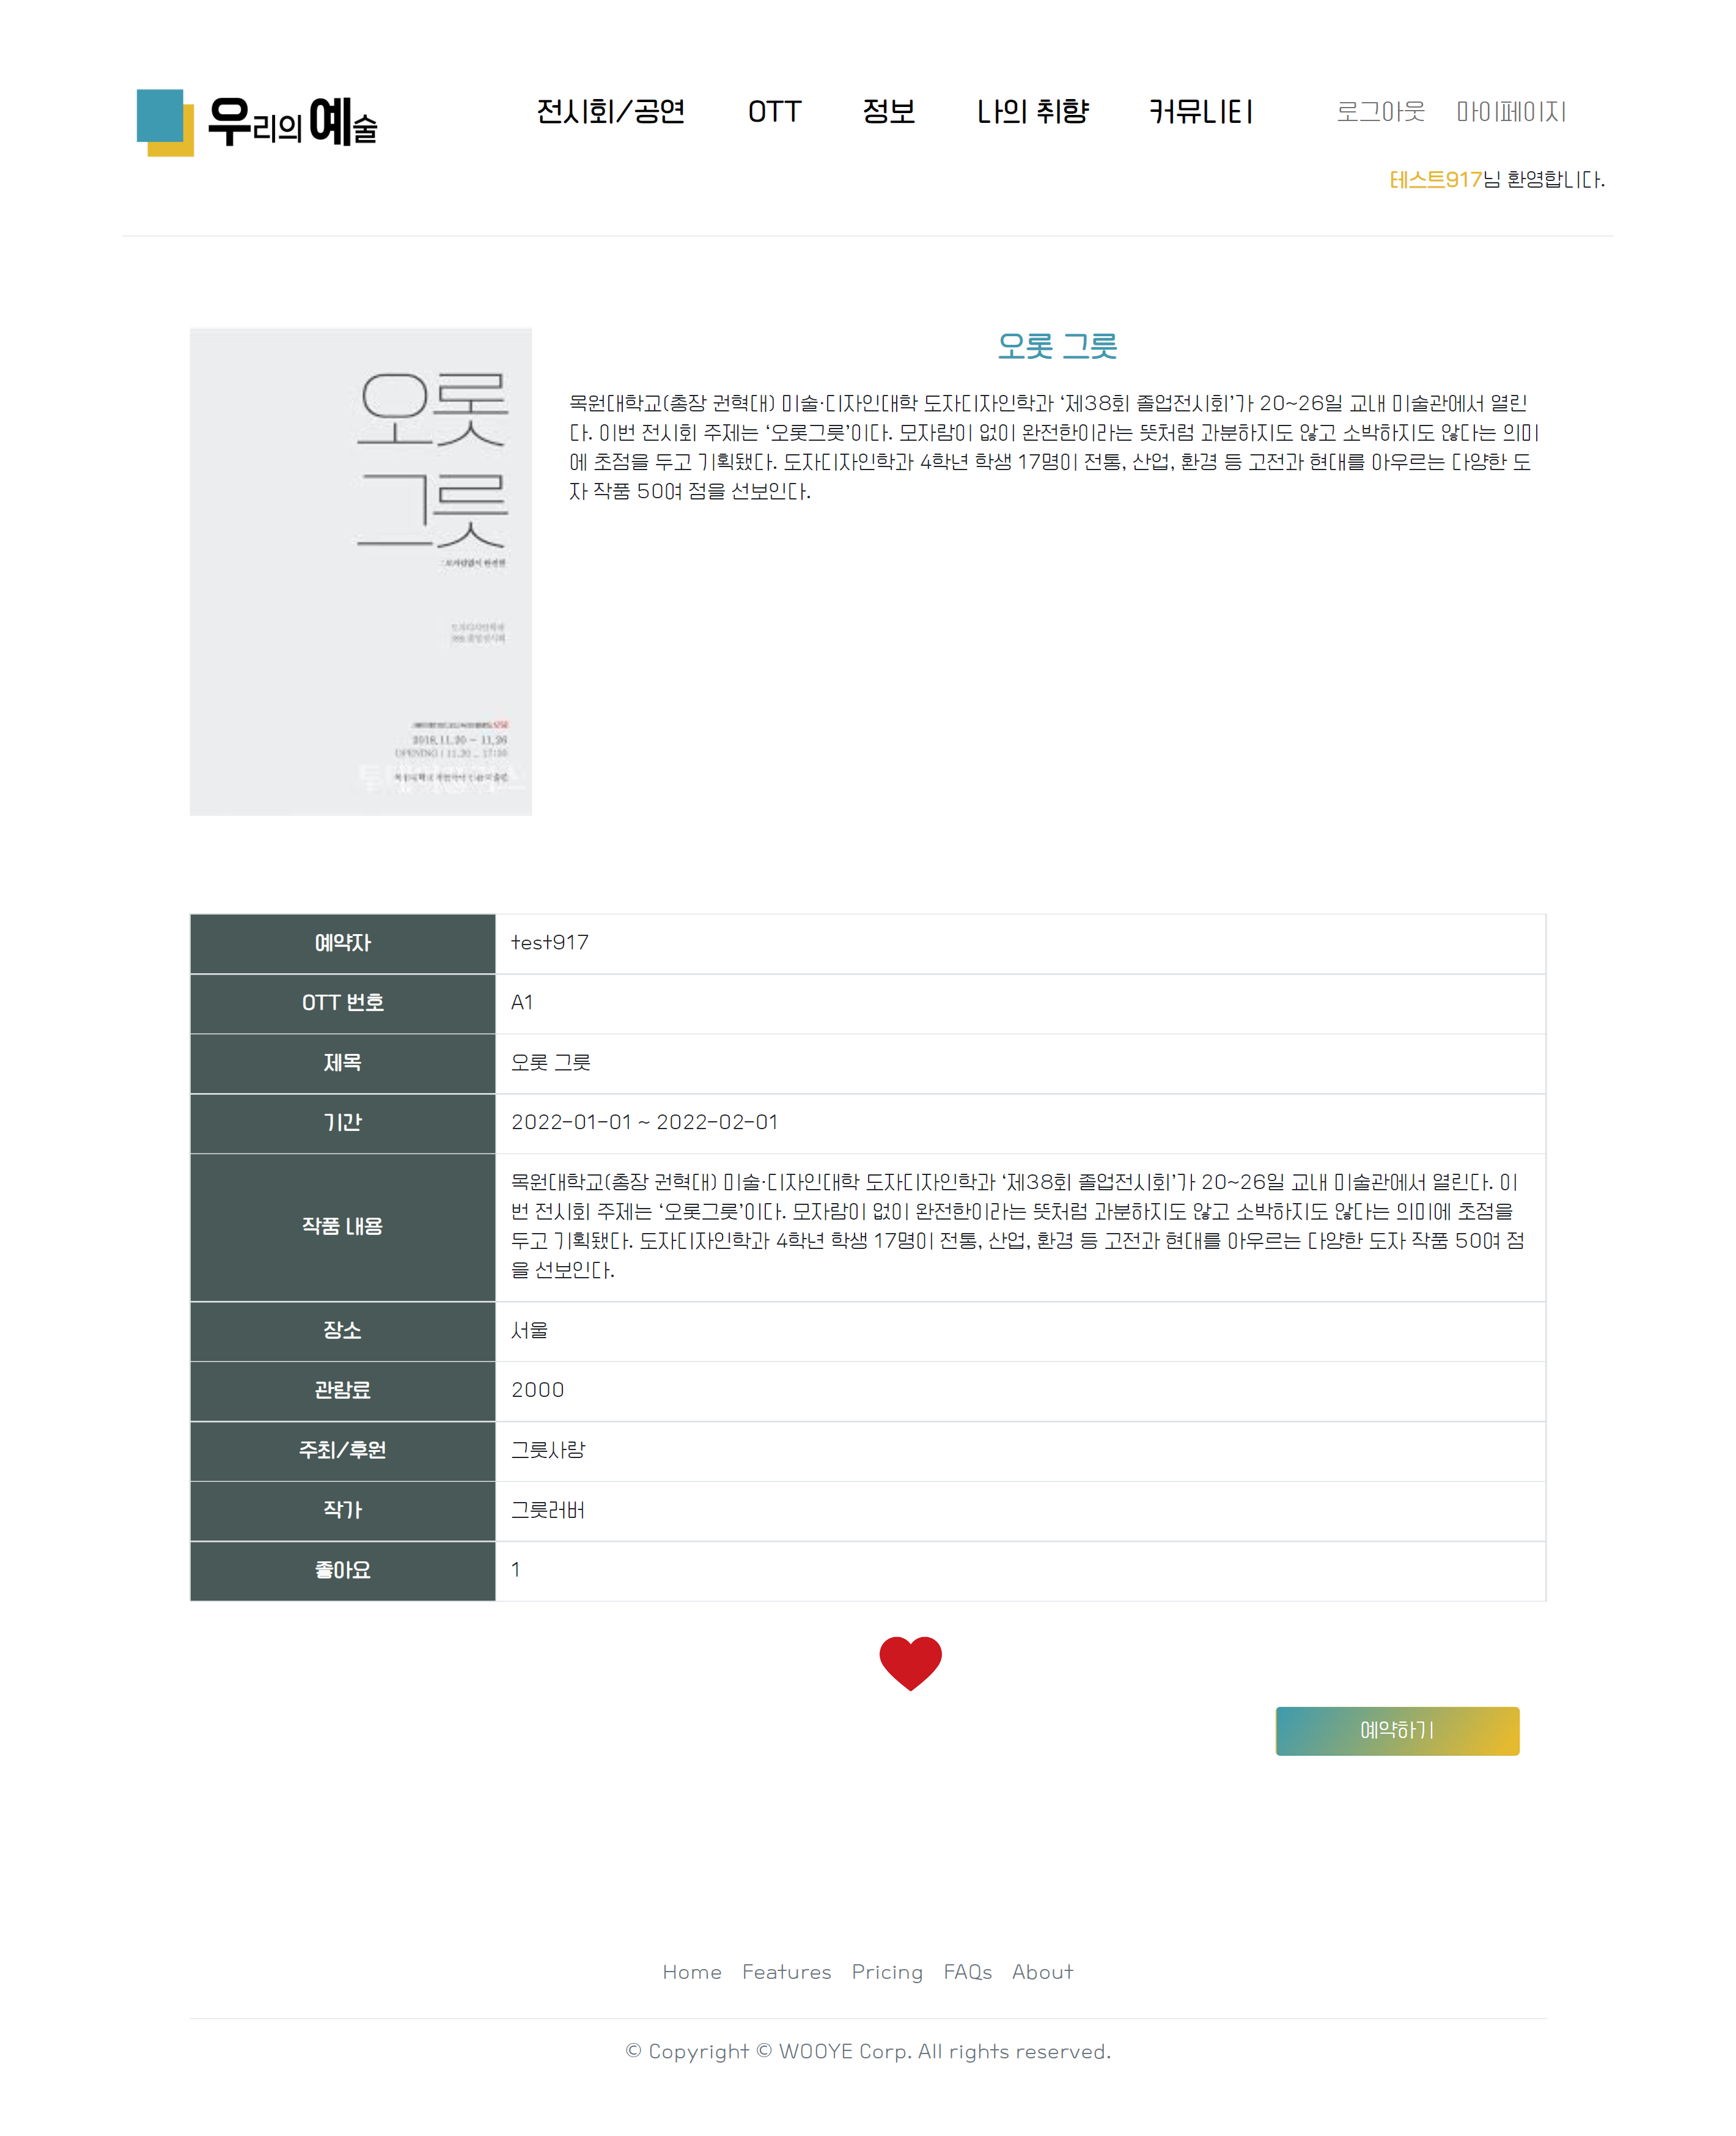 우리의 예술
전시회/공연 OTT 정보 나의 취향 커뮤니티 로그아웃 마이페이지
테스트917님 환영합니다.
오롯
그릇
2018.11.20 - 11.26
OPENING | 11.20
오롯 그릇
목원대학교(총장 권혁대) 미술·디자인대학 도자디자인학과 ‘제38회 졸업전시회’가 20~26일 교내 미술관에서 열린
다. 이번 전시회 주제는 ‘오롯그릇’이다. 모자람이 없이 완전한이라는 뜻처럼 과분하지도 않고 소박하지도 않다는 의미
에 초점을 두고 기획됐다. 도자디자인학과 4학년 학생 17명이 전통, 산업, 환경 등 고전과 현대를 아우르는 다양한 도
자 작품 50여 점을 선보인다.
예약자 test917
OTT 번호 A1
제목 오롯 그릇
기간 2022-01-01 ~ 2022-02-01
작품 내용
목원대학교(총장 권혁대) 미술·디자인대학 도자디자인학과 ‘제38회 졸업전시회’가 20~26일 교내 미술관에서 열린다. 이
번 전시회 주제는 ‘오롯그릇’이다. 모자람이 없이 완전한이라는 뜻처럼 과분하지도 않고 소박하지도 않다는 의미에 초점을
두고 기획됐다. 도자디자인학과 4학년 학생 17명이 전통, 산업, 환경 등 고전과 현대를 아우르는 다양한 도자 작품 50여 점
을 선보인다.
장소 서울
관람료 2000
주최/후원 그릇사랑
작가 그릇러버
좋아요 1
예약하기
Home Features Pricing FAQs About
© Copyright © WOOYE Corp. All rights reserved.